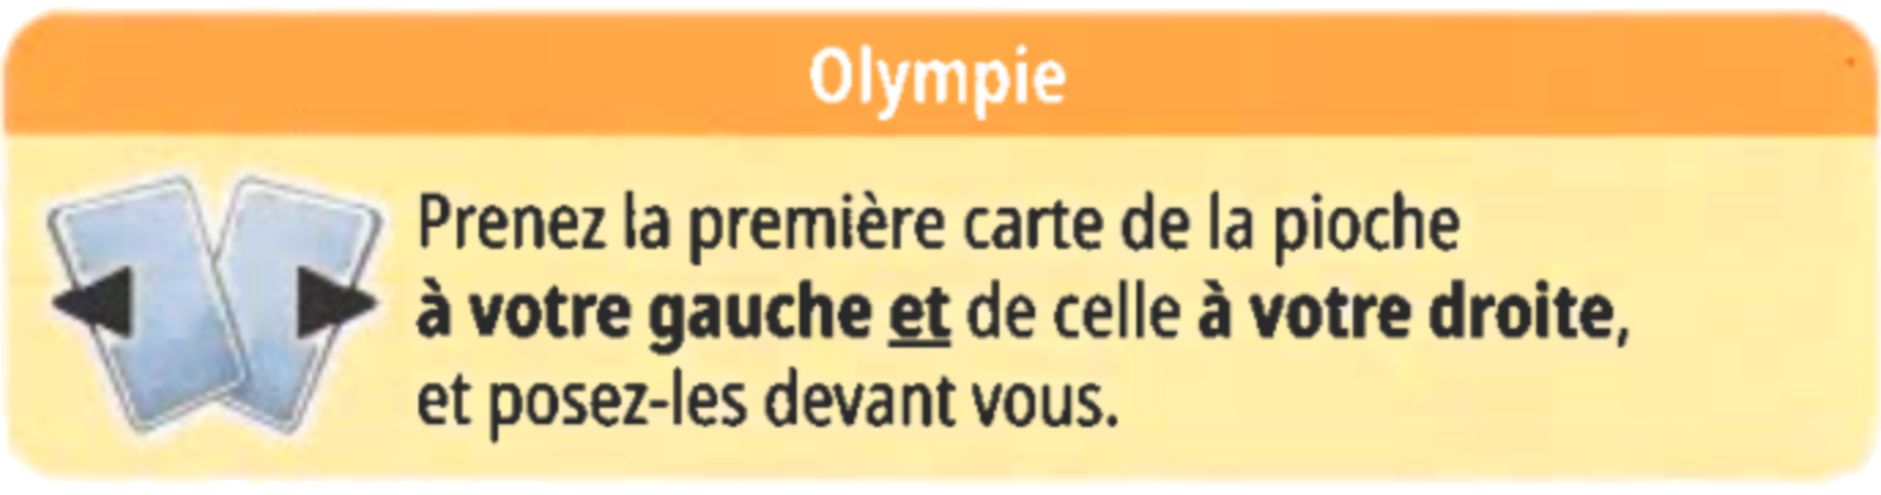 Olympie
Prenez la première carte de la pioche
à votre gauche et de celle à votre droite,
et posez-les devant vous.